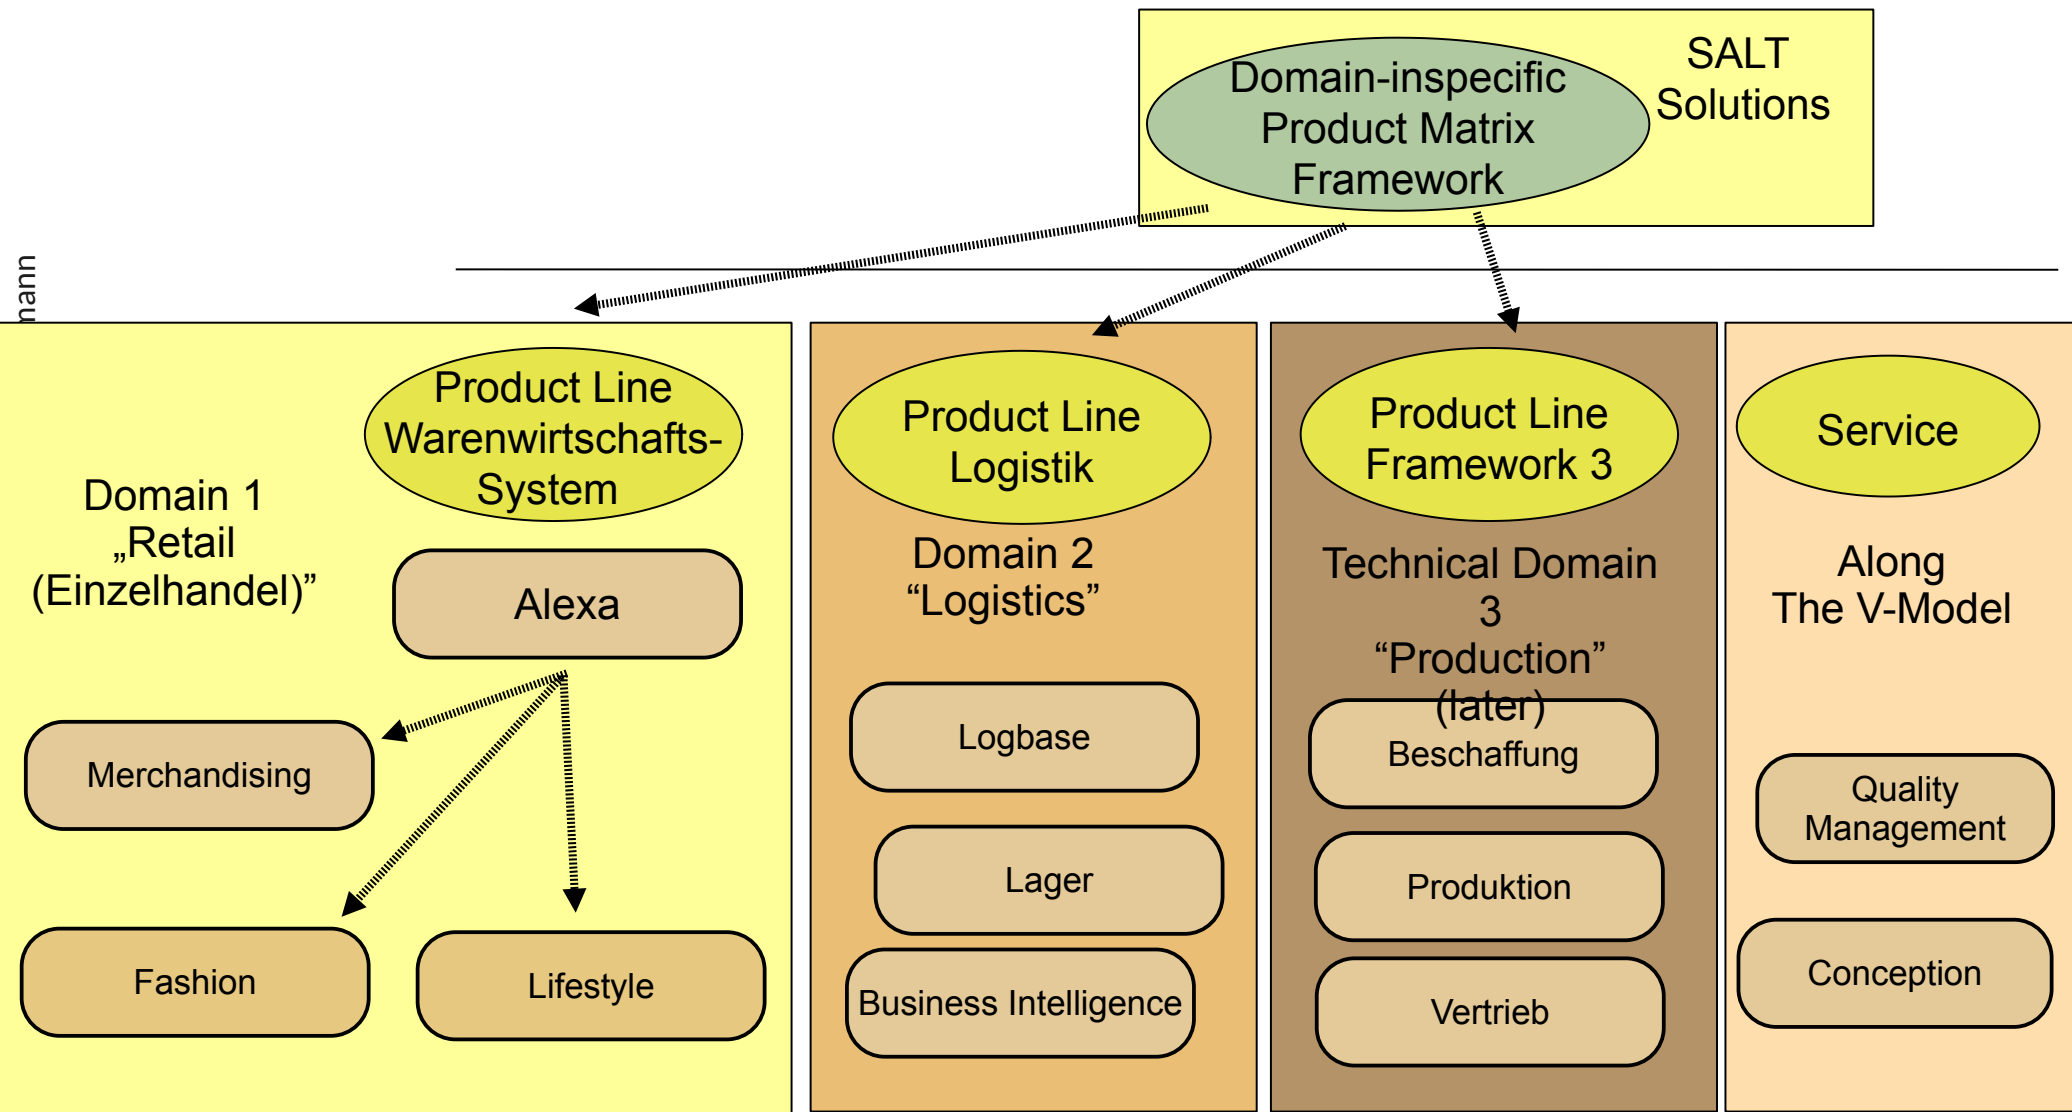 SALT
Solutions
Domain-inspecific
Product Matrix
Framework
mann
Product Line
Warenwirtschafts-
System
Domain 1
„Retail
(Einzelhandel)”
Alexa
Merchandising
Fashion
Lifestyle
Product Line
Logistik
Domain 2
“Logistics”
Logbase
Lager
Business Intelligence
Product Line
Framework 3
Technical Domain
3
“Production”
(later)
Beschaffung
Produktion
Vertrieb
Service
Along
The V-Model
Quality
Management
Conception